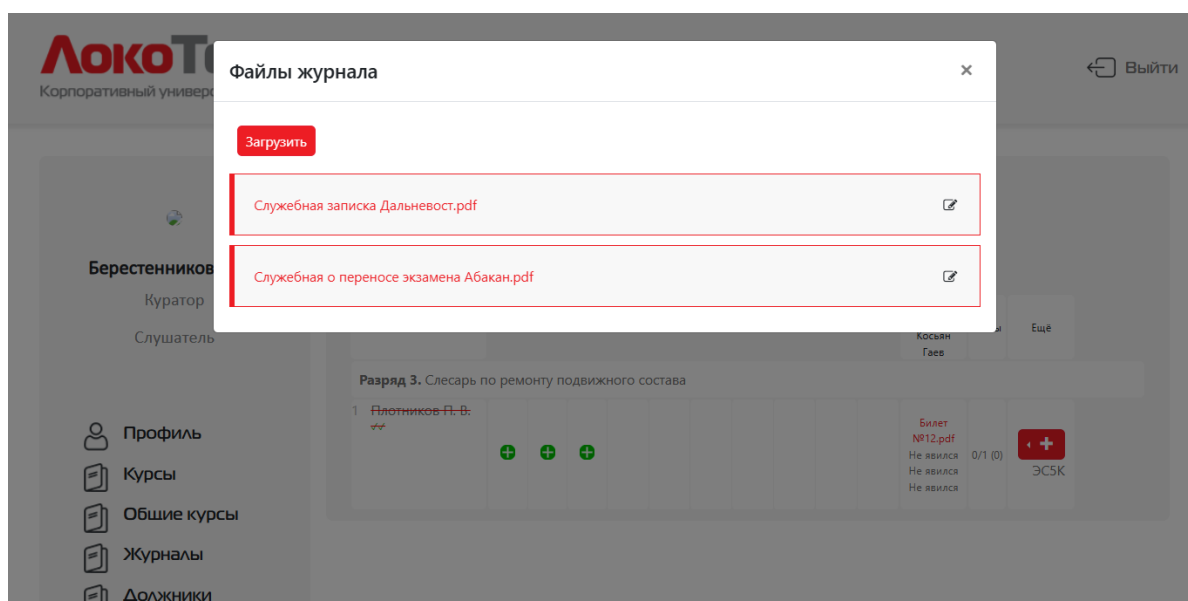 Корпоративный универс
Файлы журнала
×
Выйти
Загрузить
Служебная записка Дальневост.pdf
Служебная о переносе экзамена Абакан.pdf
Берестенников
Куратор
Слушатель
Профиль
Курсы
Общие курсы
Журналы
Должники
Косьян
Гаев
Ещё
Разряд 3. Слесарь по ремонту подвижного состава
1 Плотников П. В.
Билет
№12.pdf
Не явился
Не явился
Не явился
0/1 (0)
ЭС5К